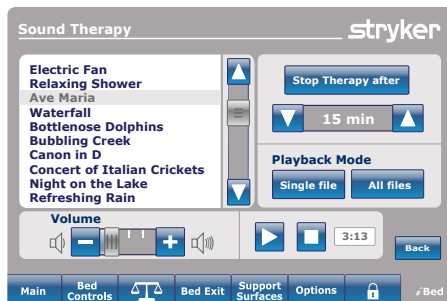 Sound Therapy
stryker
Electric Fan
Relaxing Shower
Ave Maria
Waterfall
Bottlenose Dolphins
Bubbling Creek
Canon in D
Concert of Italian Crickets
Night on the Lake
Refreshing Rain
Stop Therapy after
15 min
Playback Mode
Single file
All files
Volume
3:13
Back
Main
Bed Controls
Bed Exit
Support Surfaces
Options
iBed